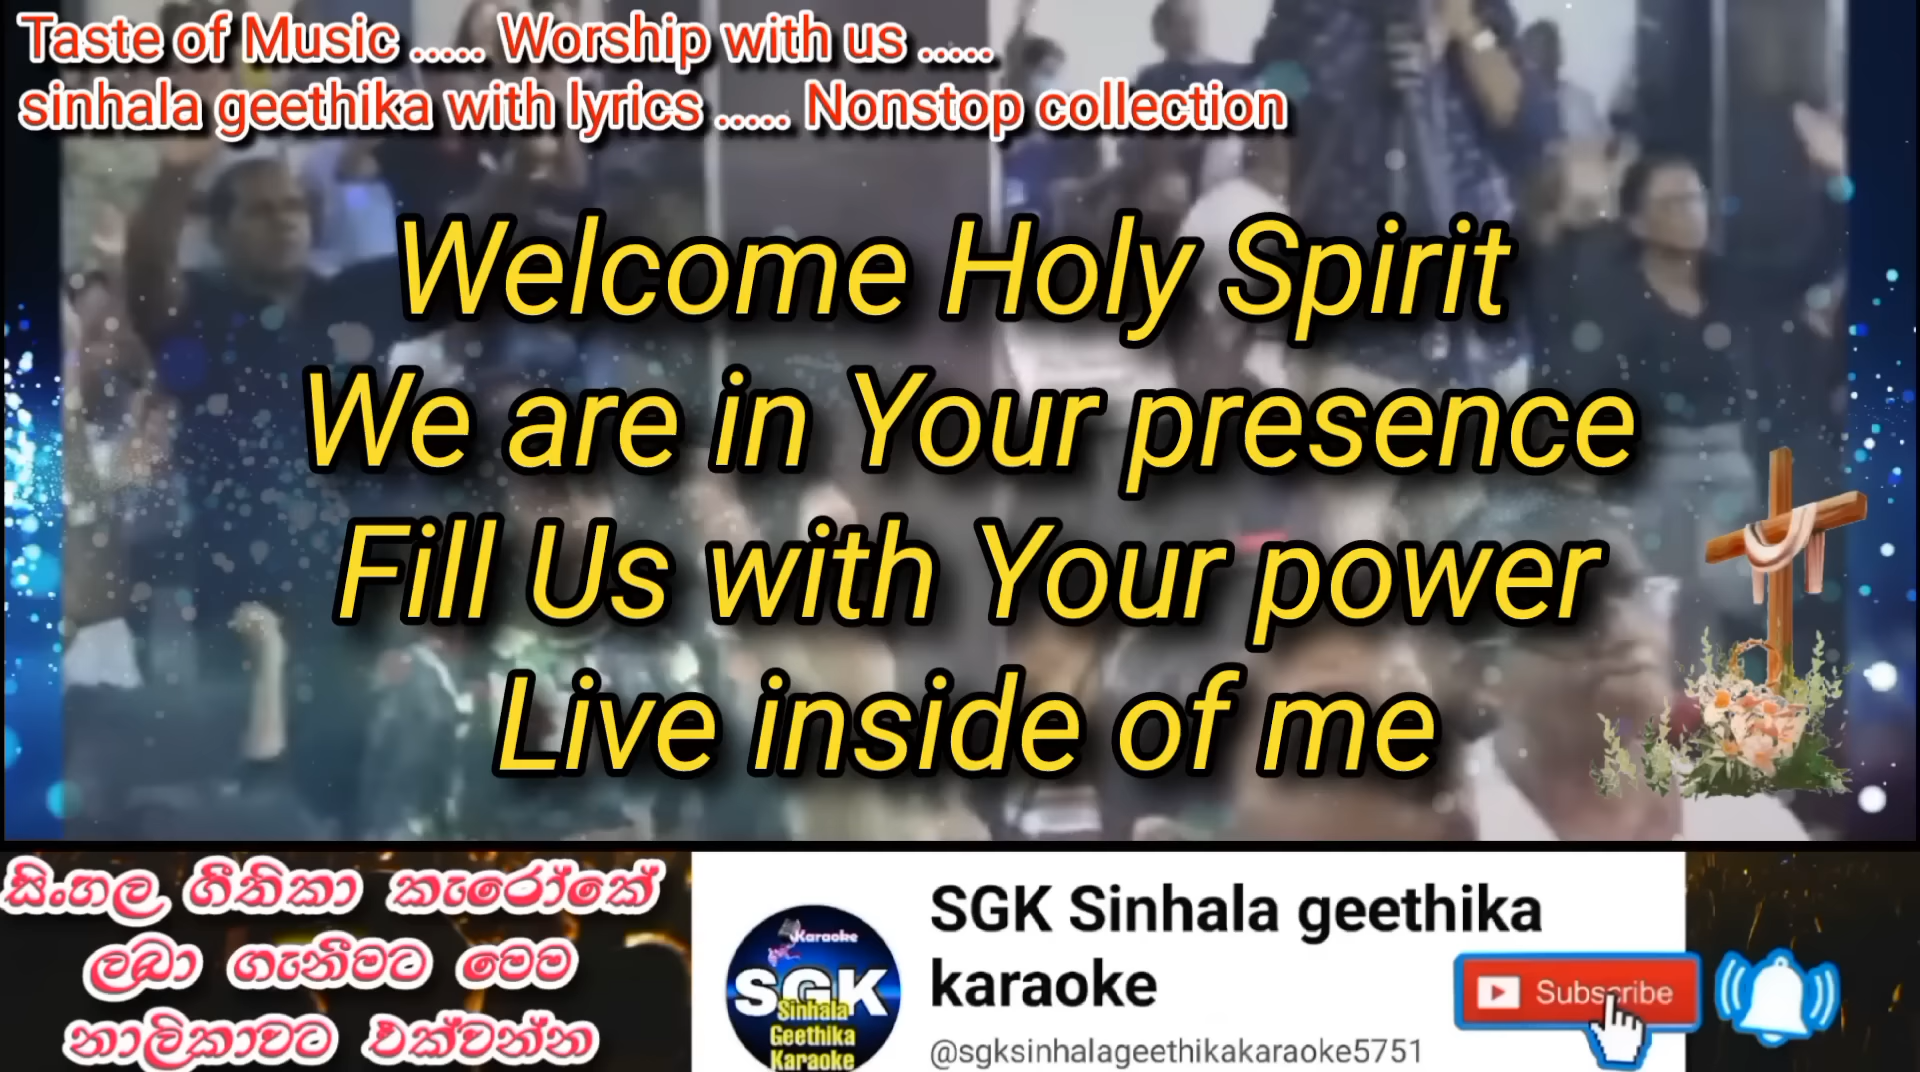 Taste of Music ..... Worship with us .....
sinhala geethika with lyrics ..... Nonstop collection
Welcome Holy Spirit
We are in Your presence
Fill Us with Your power
Live inside of me
සිංහල ගීතිකා කැරෝකේ
ලබා ගැනීමට මෙම
නාලිකාවට එක්වන්න
Karaoke
SGK
Sinhala
Geethika
Karaoke
SGK Sinhala geethika
karaoke
@sgksinhalageethikakaraoke5751
Subscribe